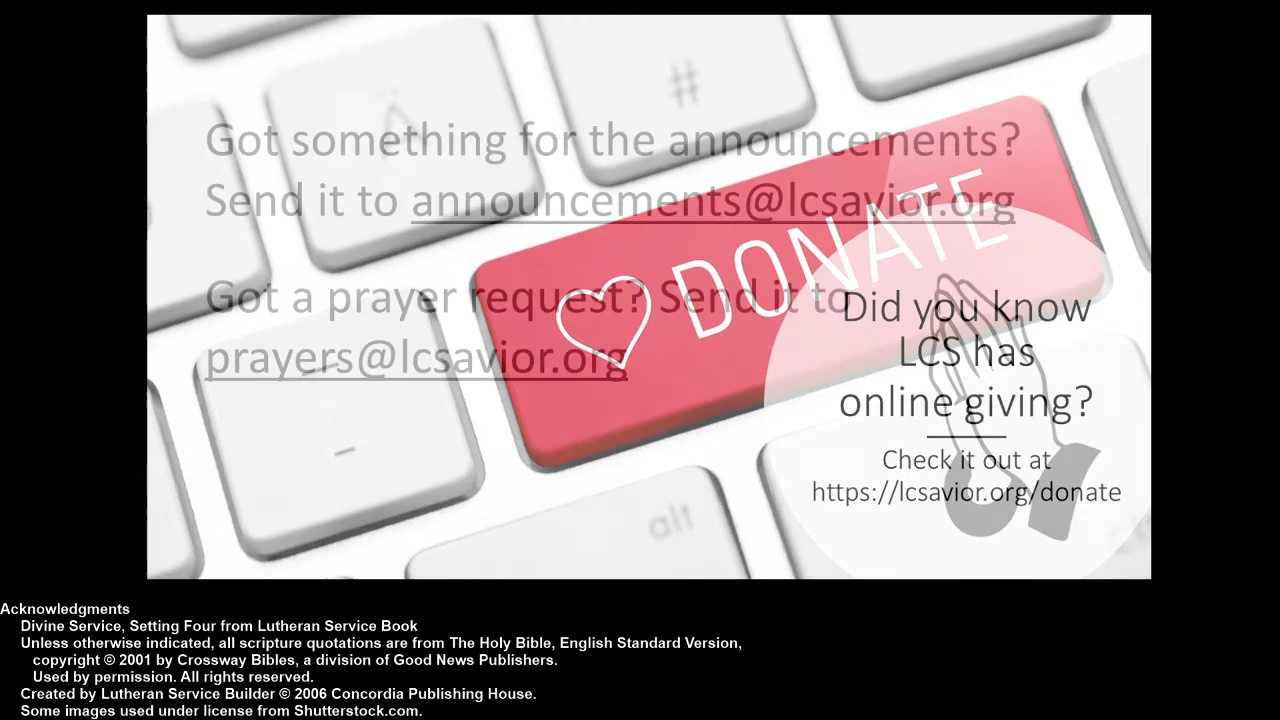 #
Got something for the announcements?
Send it to announcements@lcsavior.org
DONATE
Got a prayer request? Send it to
prayers@lcsavior.org
Did you know
LCS has
online giving?
Check it out at
https://lcsavior.org/donate
alt
Acknowledgments
Divine Service, Setting Four from Lutheran Service Book
Unless otherwise indicated, all scripture quotations are from The Holy Bible, English Standard Version,
copyright © 2001 by Crossway Bibles, a division of Good News Publishers.
Used by permission. All rights reserved.
Created by Lutheran Service Builder © 2006 Concordia Publishing House.
Some images used under license from Shutterstock.com.